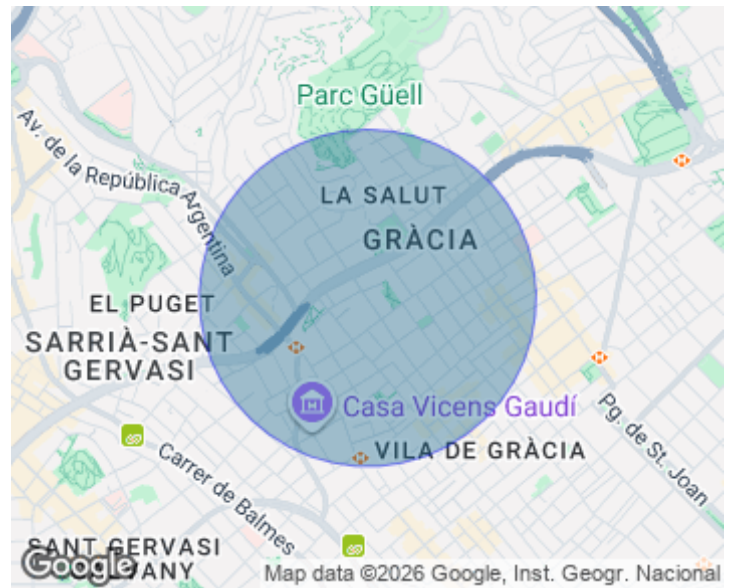 Parc Güell
Av. de la República Argentina
LA SALUT
GRÀCIA
EL PUGET
SARRIÀ-SANT
GERVASI
Casa Vicens Gaudí
Pg. de St. Joan
VILA DE GRÀCIA
Carrer de Balmes
SANT GERVASI
Google
Map data ©2026 Google, Inst. Geogr. Nacional